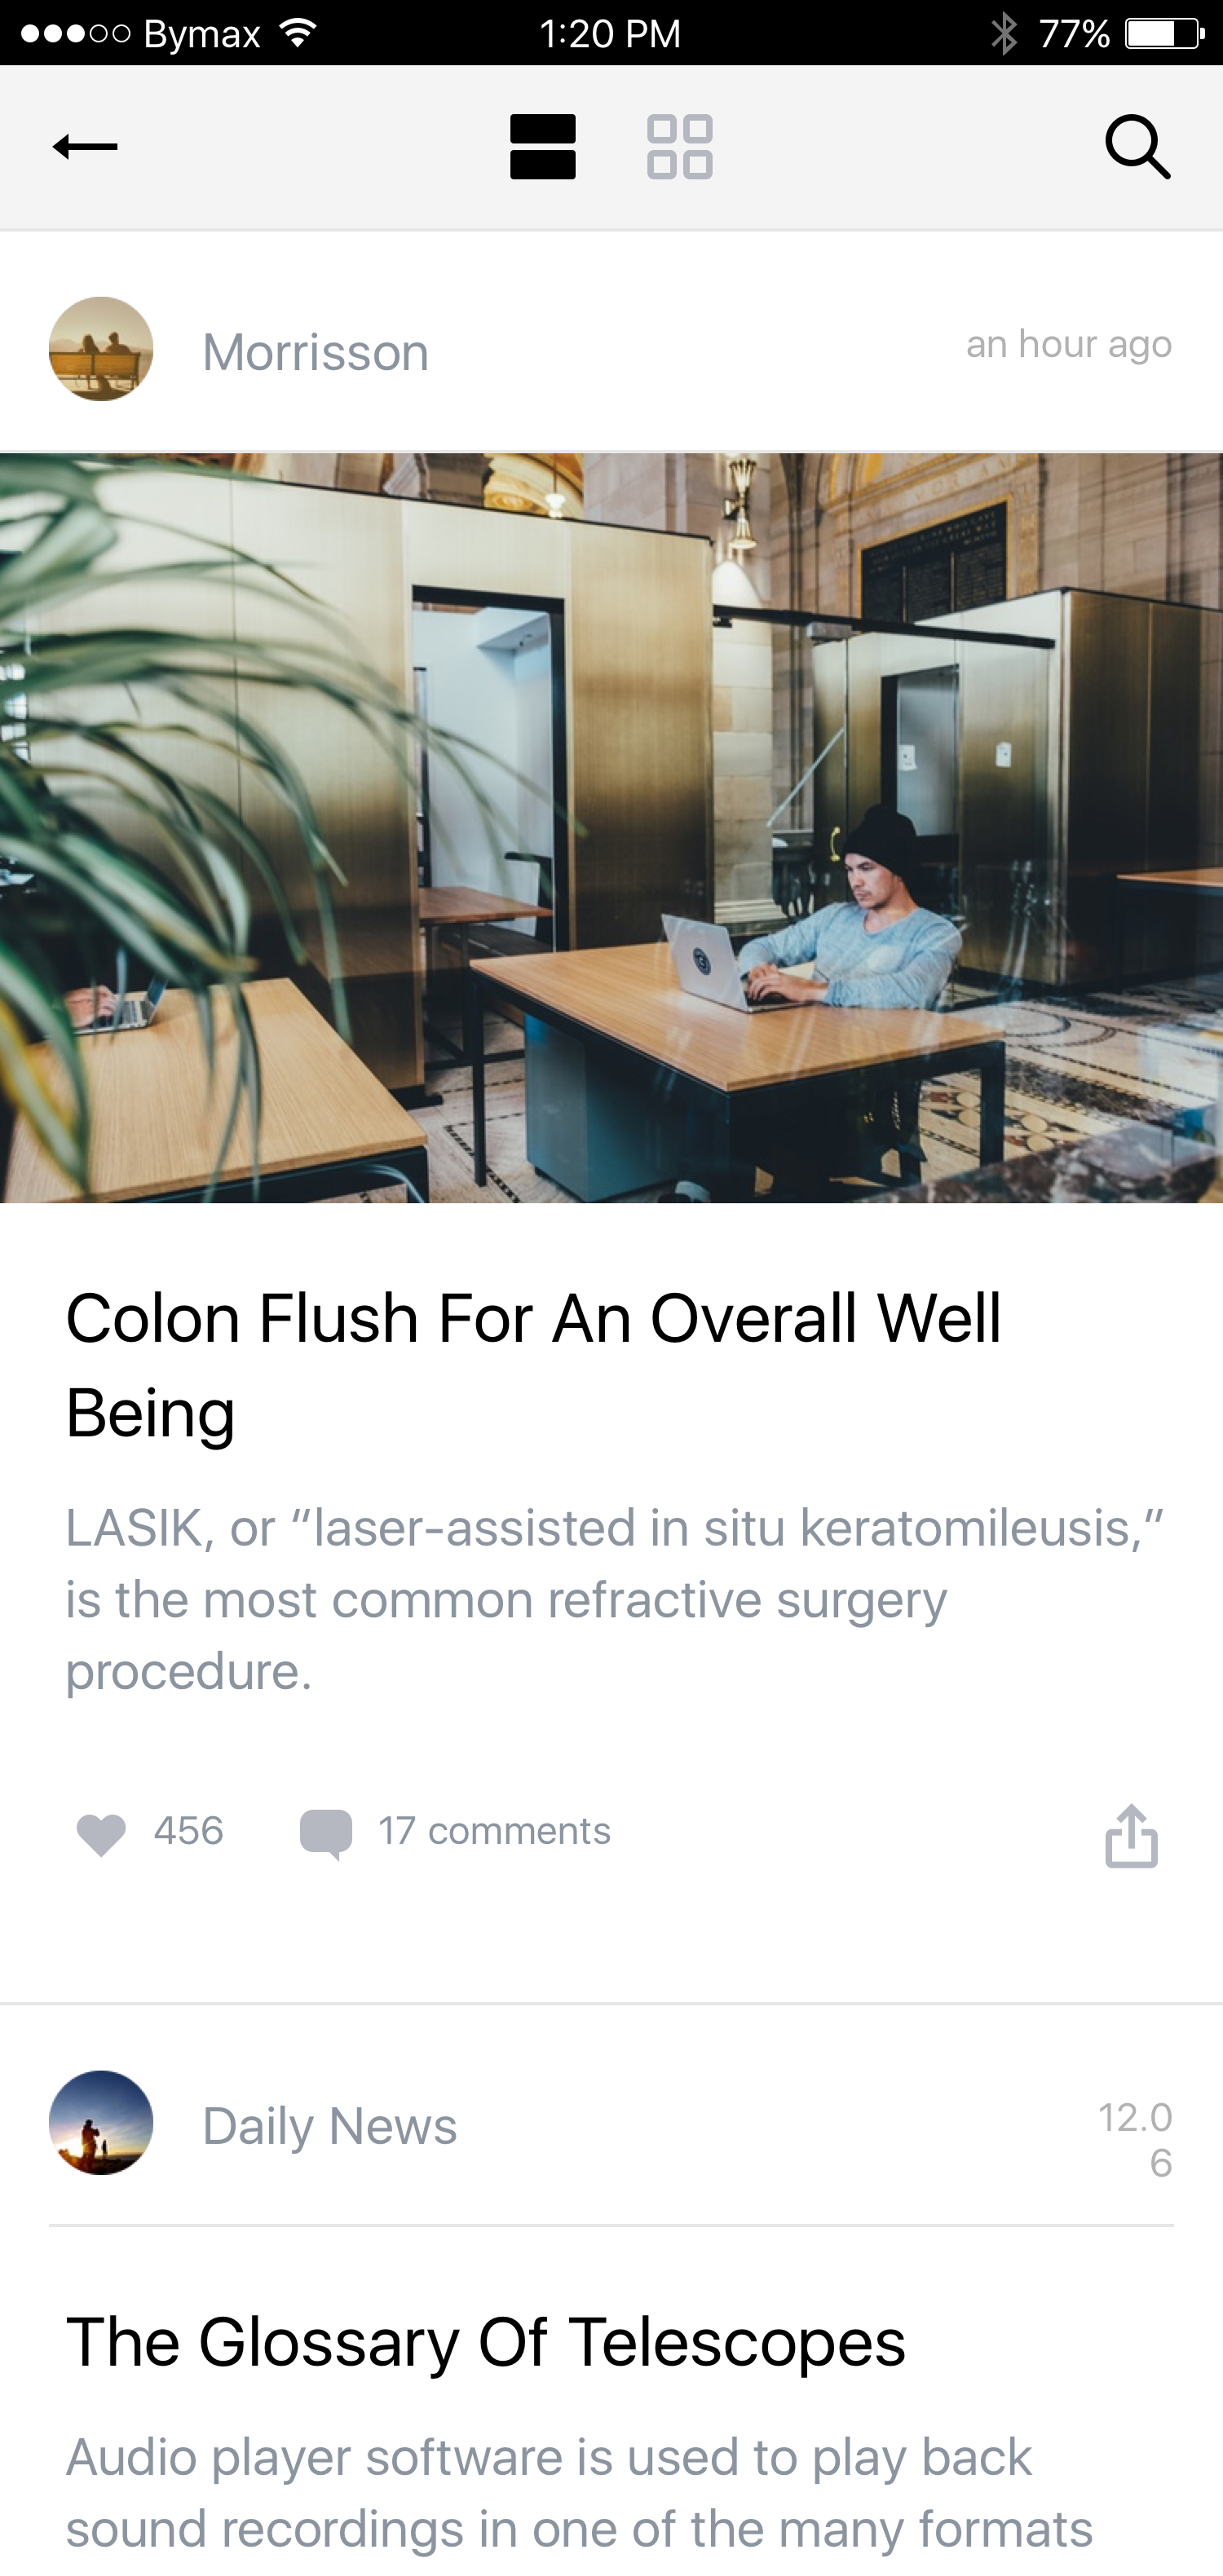 Bymax 1:20 PM 77%
Morrisson an hour ago
Colon Flush For An Overall Well
Being
LASIK, or “laser-assisted in situ keratomileusis,”
is the most common refractive surgery
procedure.
456 17 comments
Daily News 12.0
6
The Glossary Of Telescopes
Audio player software is used to play back
sound recordings in one of the many formats